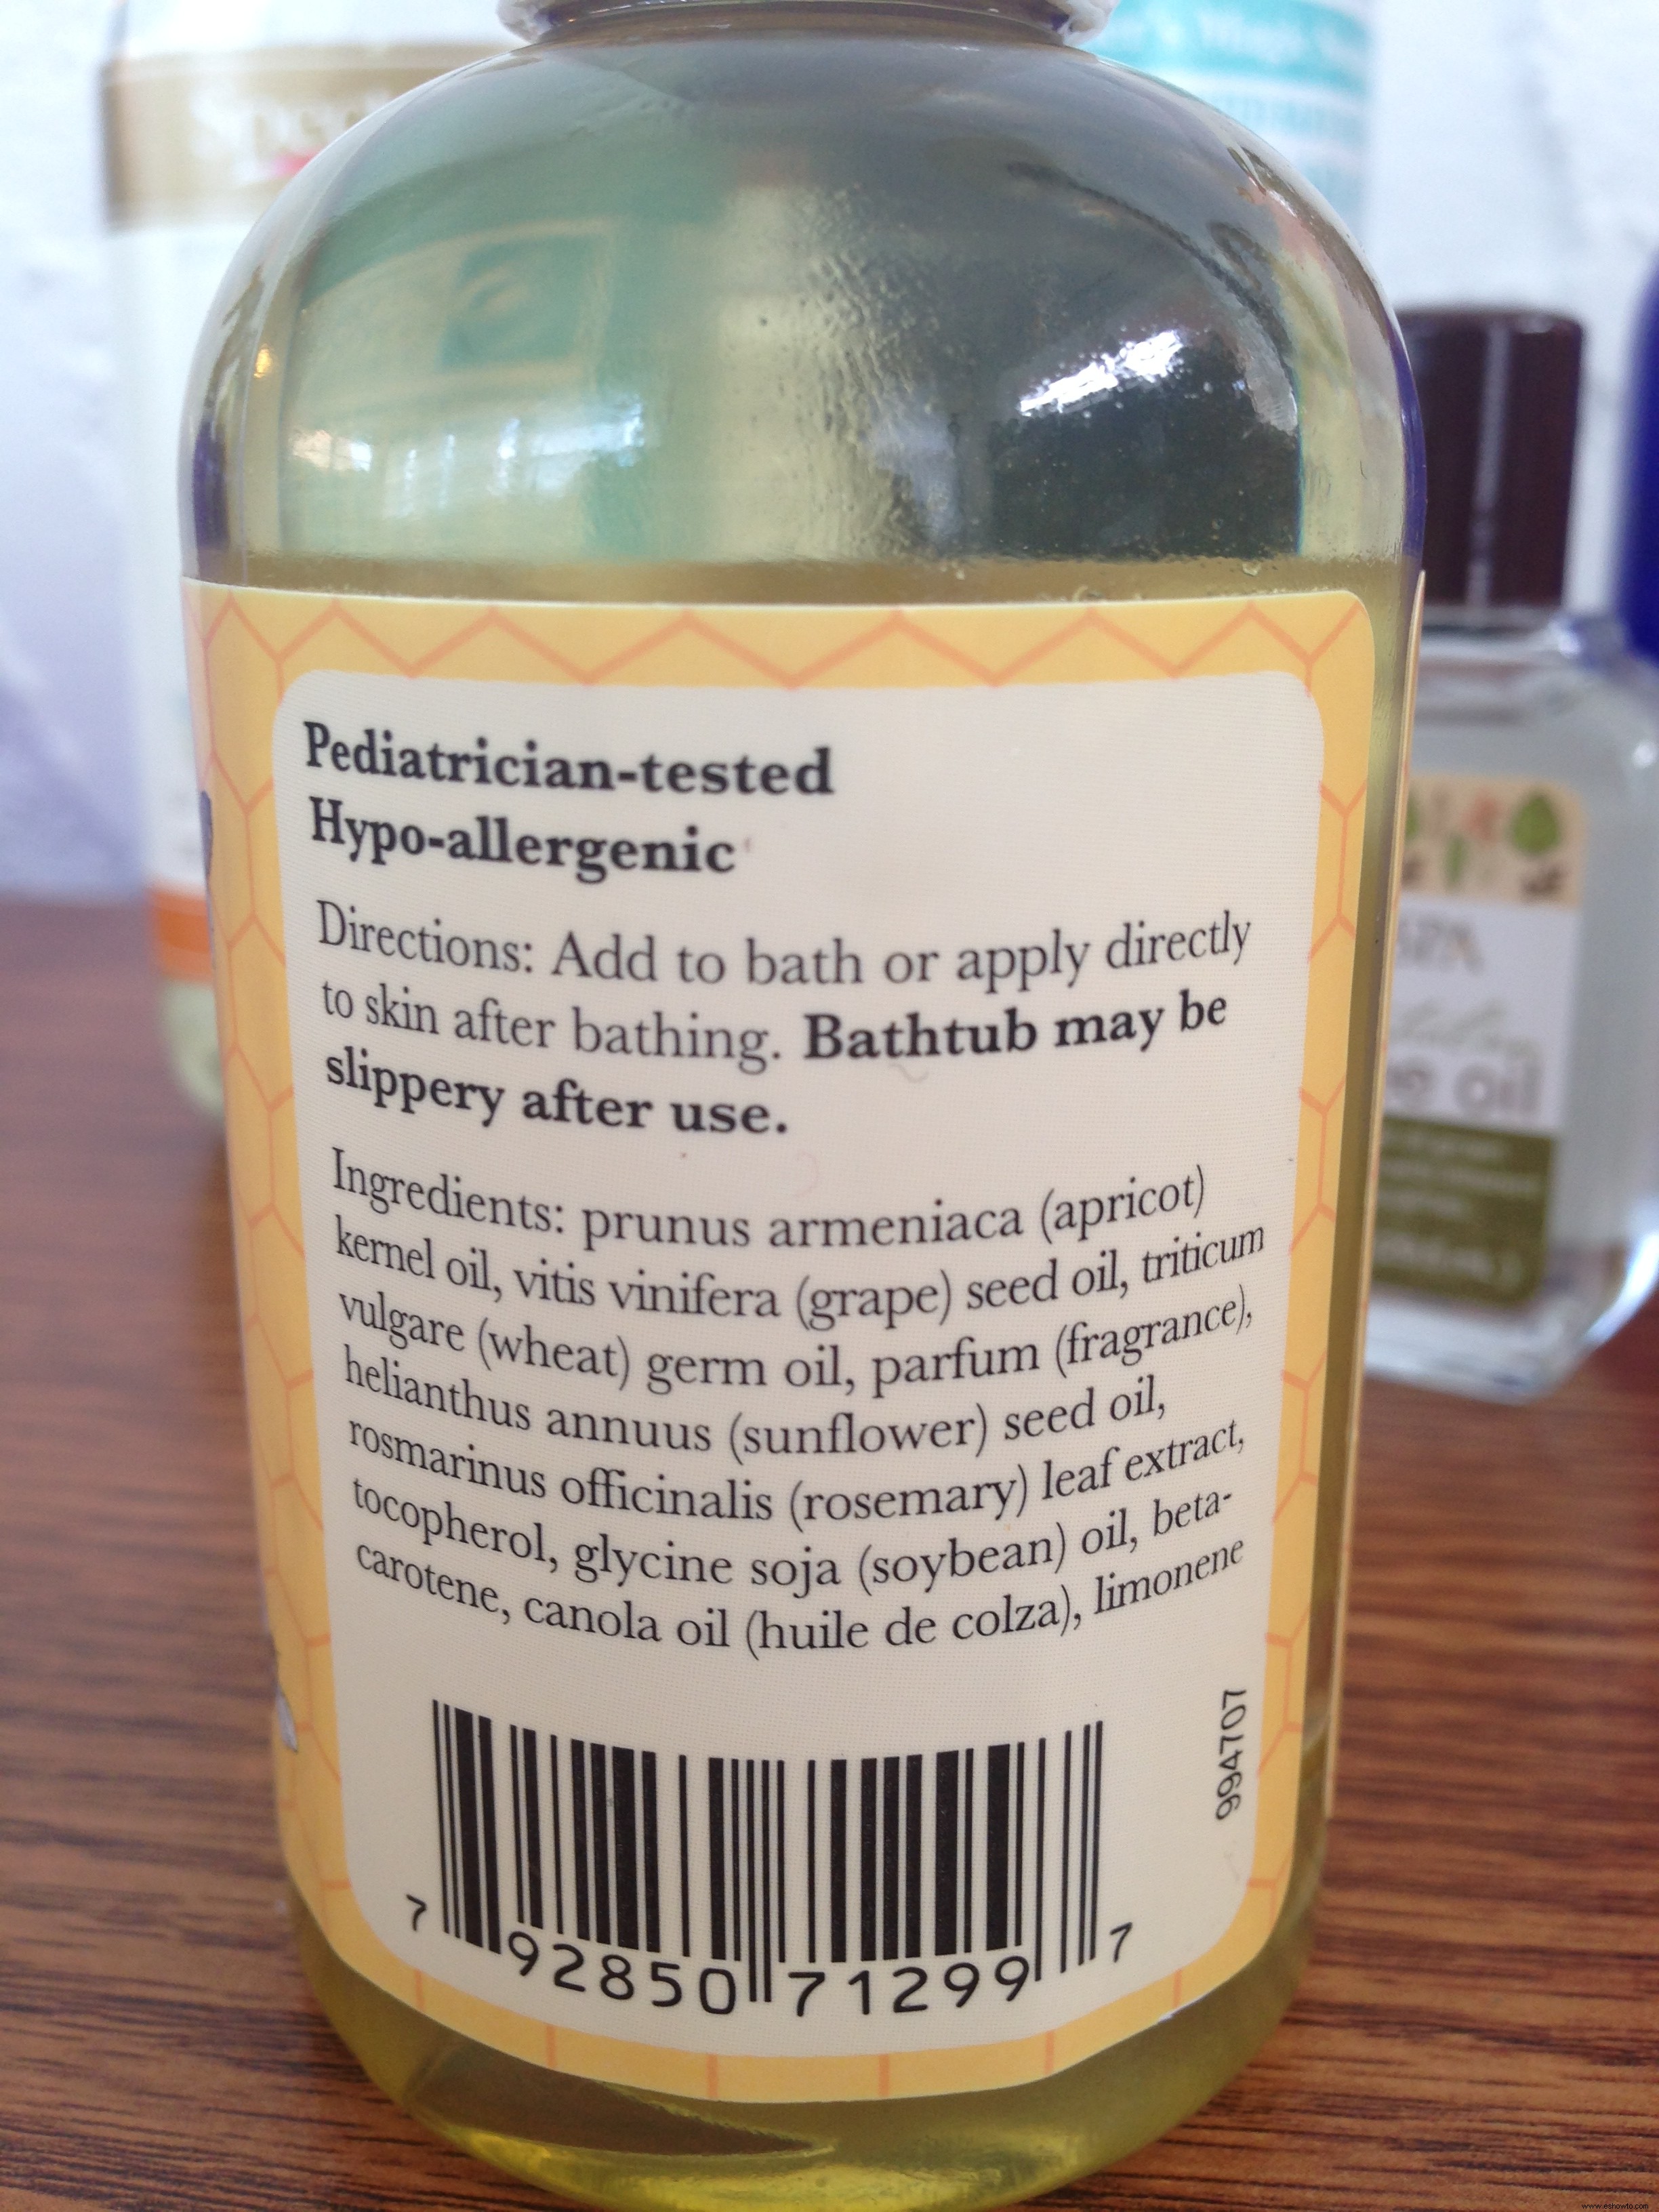 Pediatrician-tested
Hypo-allergenic
Directions: Add to bath or apply directly
to skin after bathing. Bathtub may be
slippery after use.
Ingredients: prunus armeniaca (apricot)
kernel oil, vitis vinifera (grape) seed oil, triticum
vulgare (wheat) germ oil, parfum (fragrance),
helianthus annuus (sunflower) seed oil,
rosmarinus officinalis (rosemary) leaf extract,
tocopherol, glycine soja (soybean) oil, beta-
carotene, canola oil (huile de colza), limonene
994707
7 92850 71299 7
oil
www.eshowto.com